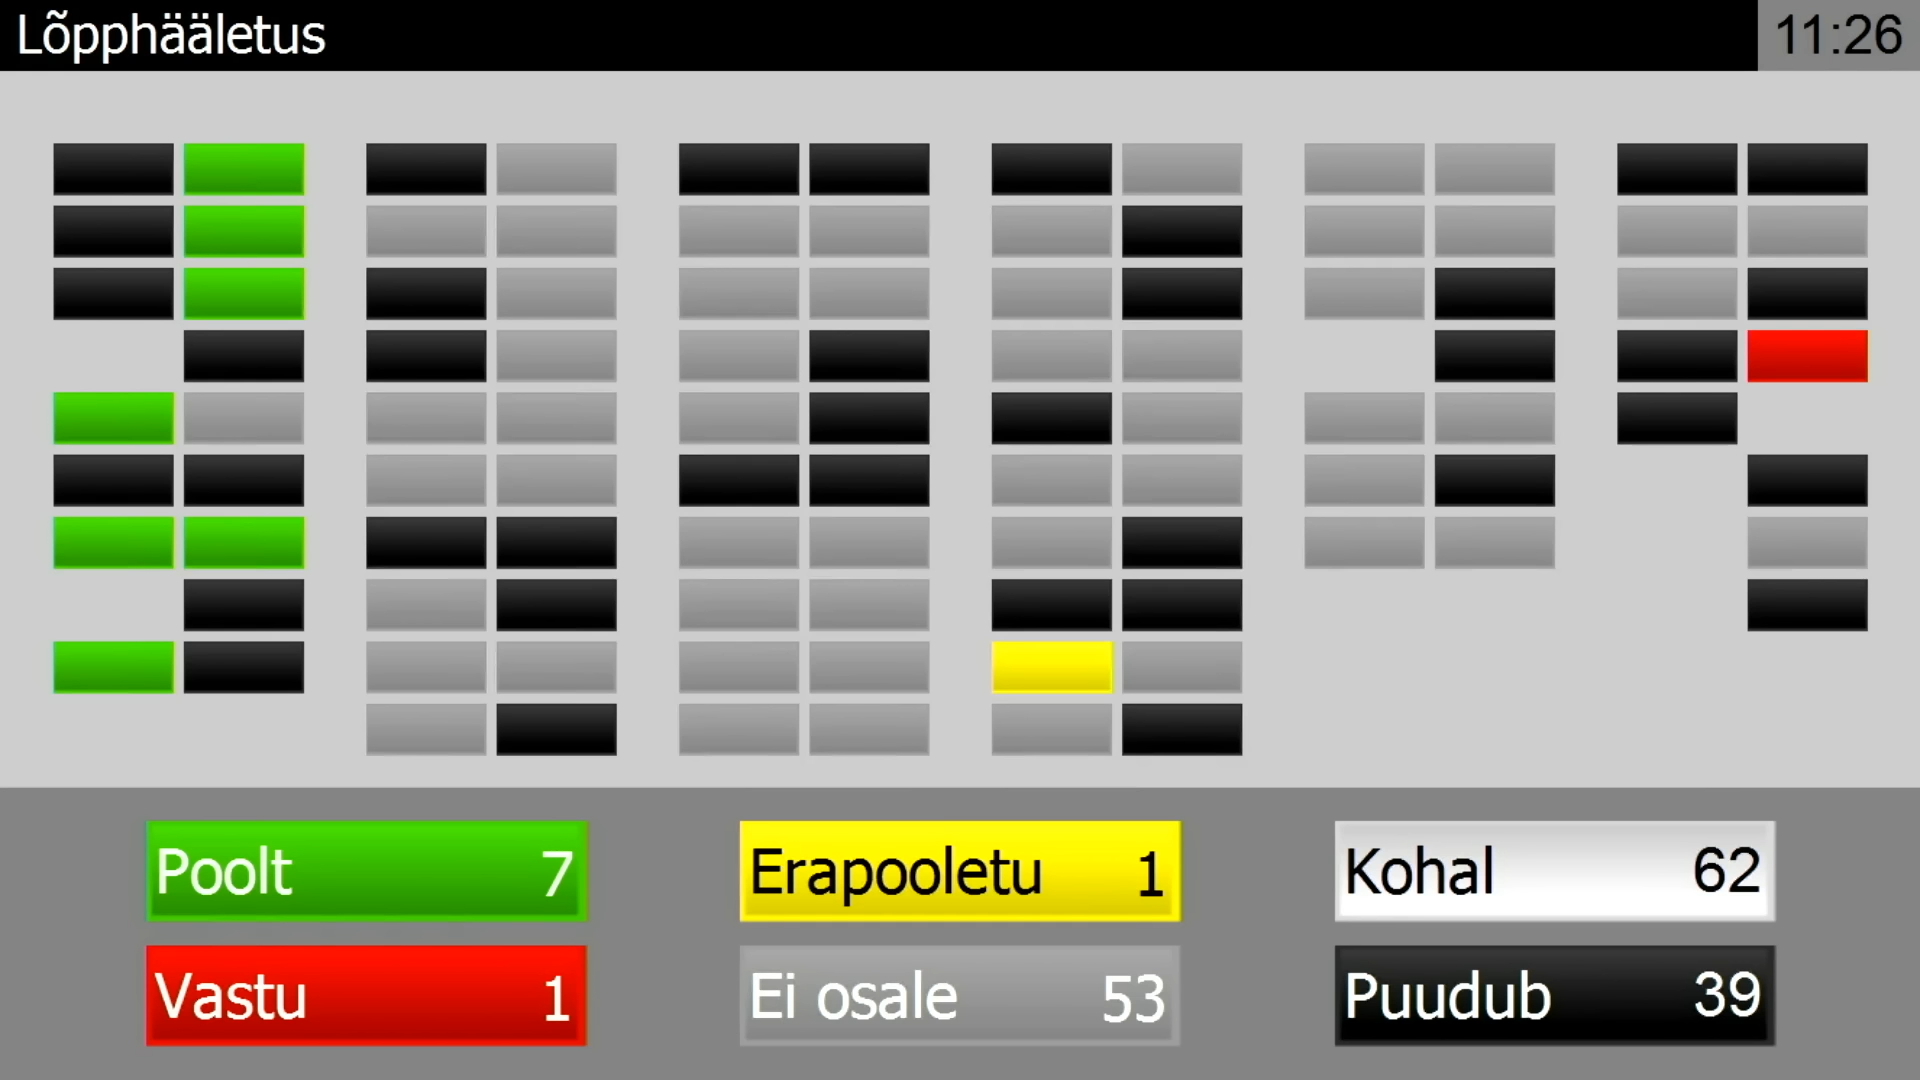 Lõpphääletus 11:26
Poolt 7 Erapooletu 1 Kohal 62
Vastu 1 Ei osale 53 Puudub 39